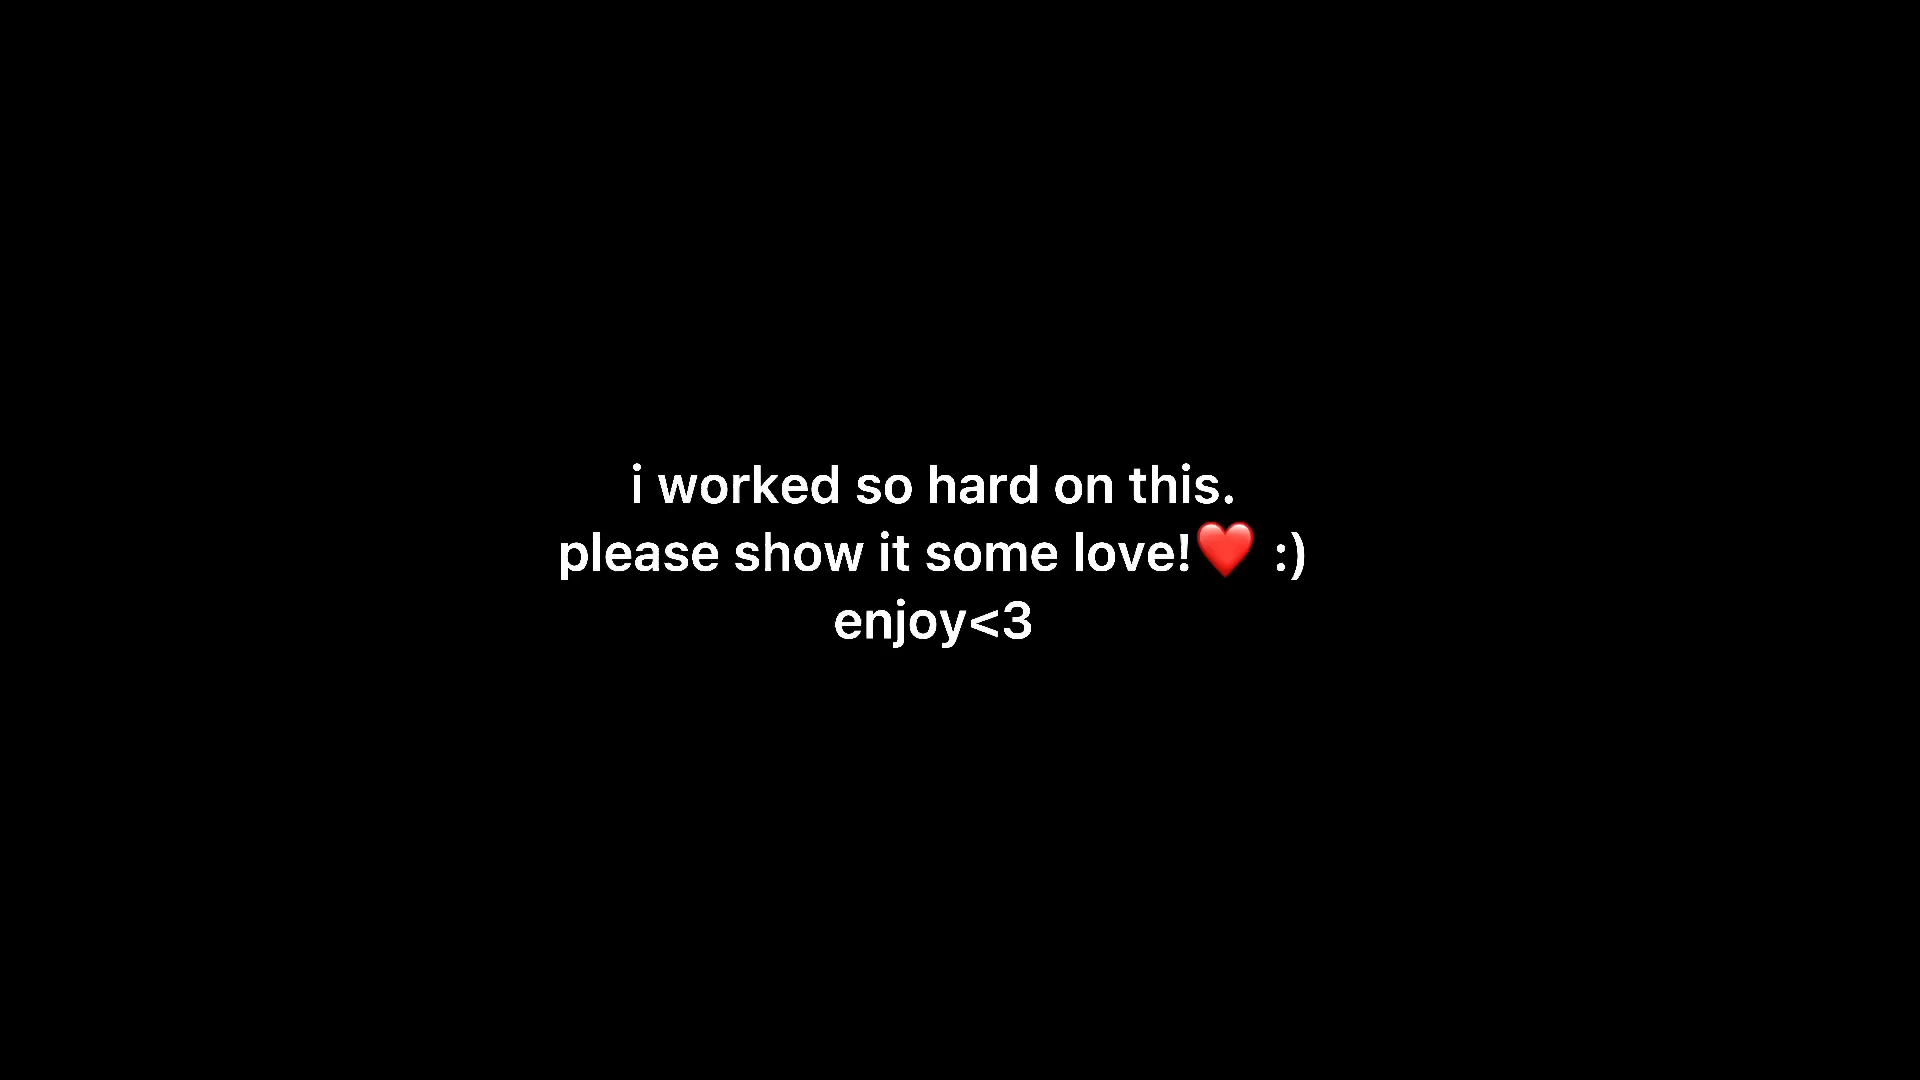 i worked so hard on this.
please show it some love!❤️ :)
enjoy<3